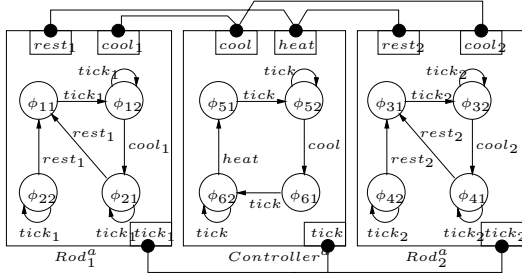 rest₁ cool₁ cool heat rest₂ cool₂
tick₁ tick tick₂
ϕ₁₁ tick₁ ϕ₁₂ ϕ₅₁ tick ϕ₅₂ ϕ₃₁ tick₂ ϕ₃₂
rest₁ rest₁ cool₁ heat cool rest₂ rest₂ cool₂
ϕ₂₂ ϕ₂₁ ϕ₆₂ tick ϕ₆₁ ϕ₄₂ ϕ₄₁
tick₁ tick₁ tick₁ tick tick tick₂ tick₂ tick₂
Rod₁ᵃ Controllerᵃ Rod₂ᵃ